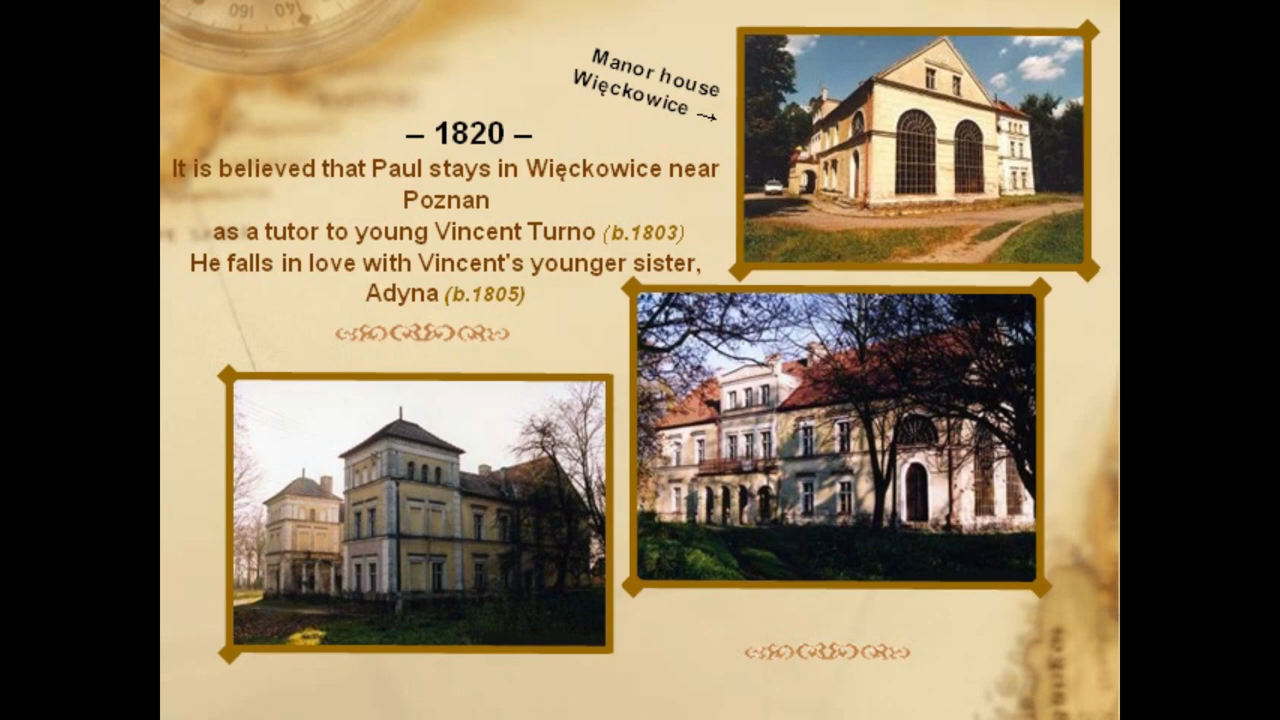 Manor house
Więckowice →
– 1820 –
It is believed that Paul stays in Więckowice near
Poznan
as a tutor to young Vincent Turno (b.1803)
He falls in love with Vincent's younger sister,
Adyna (b.1805)